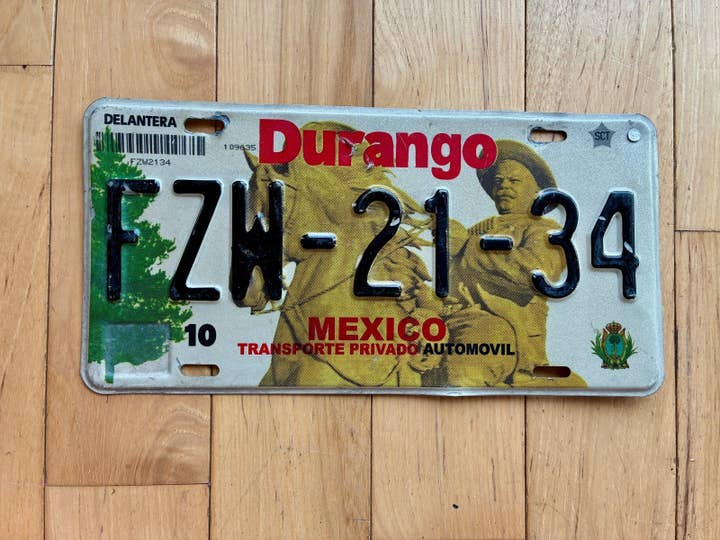 DELANTERA
Durango
SCT
109635
FZW2134
FZW-21-34
10
MEXICO
TRANSPORTE PRIVADO AUTOMOVIL